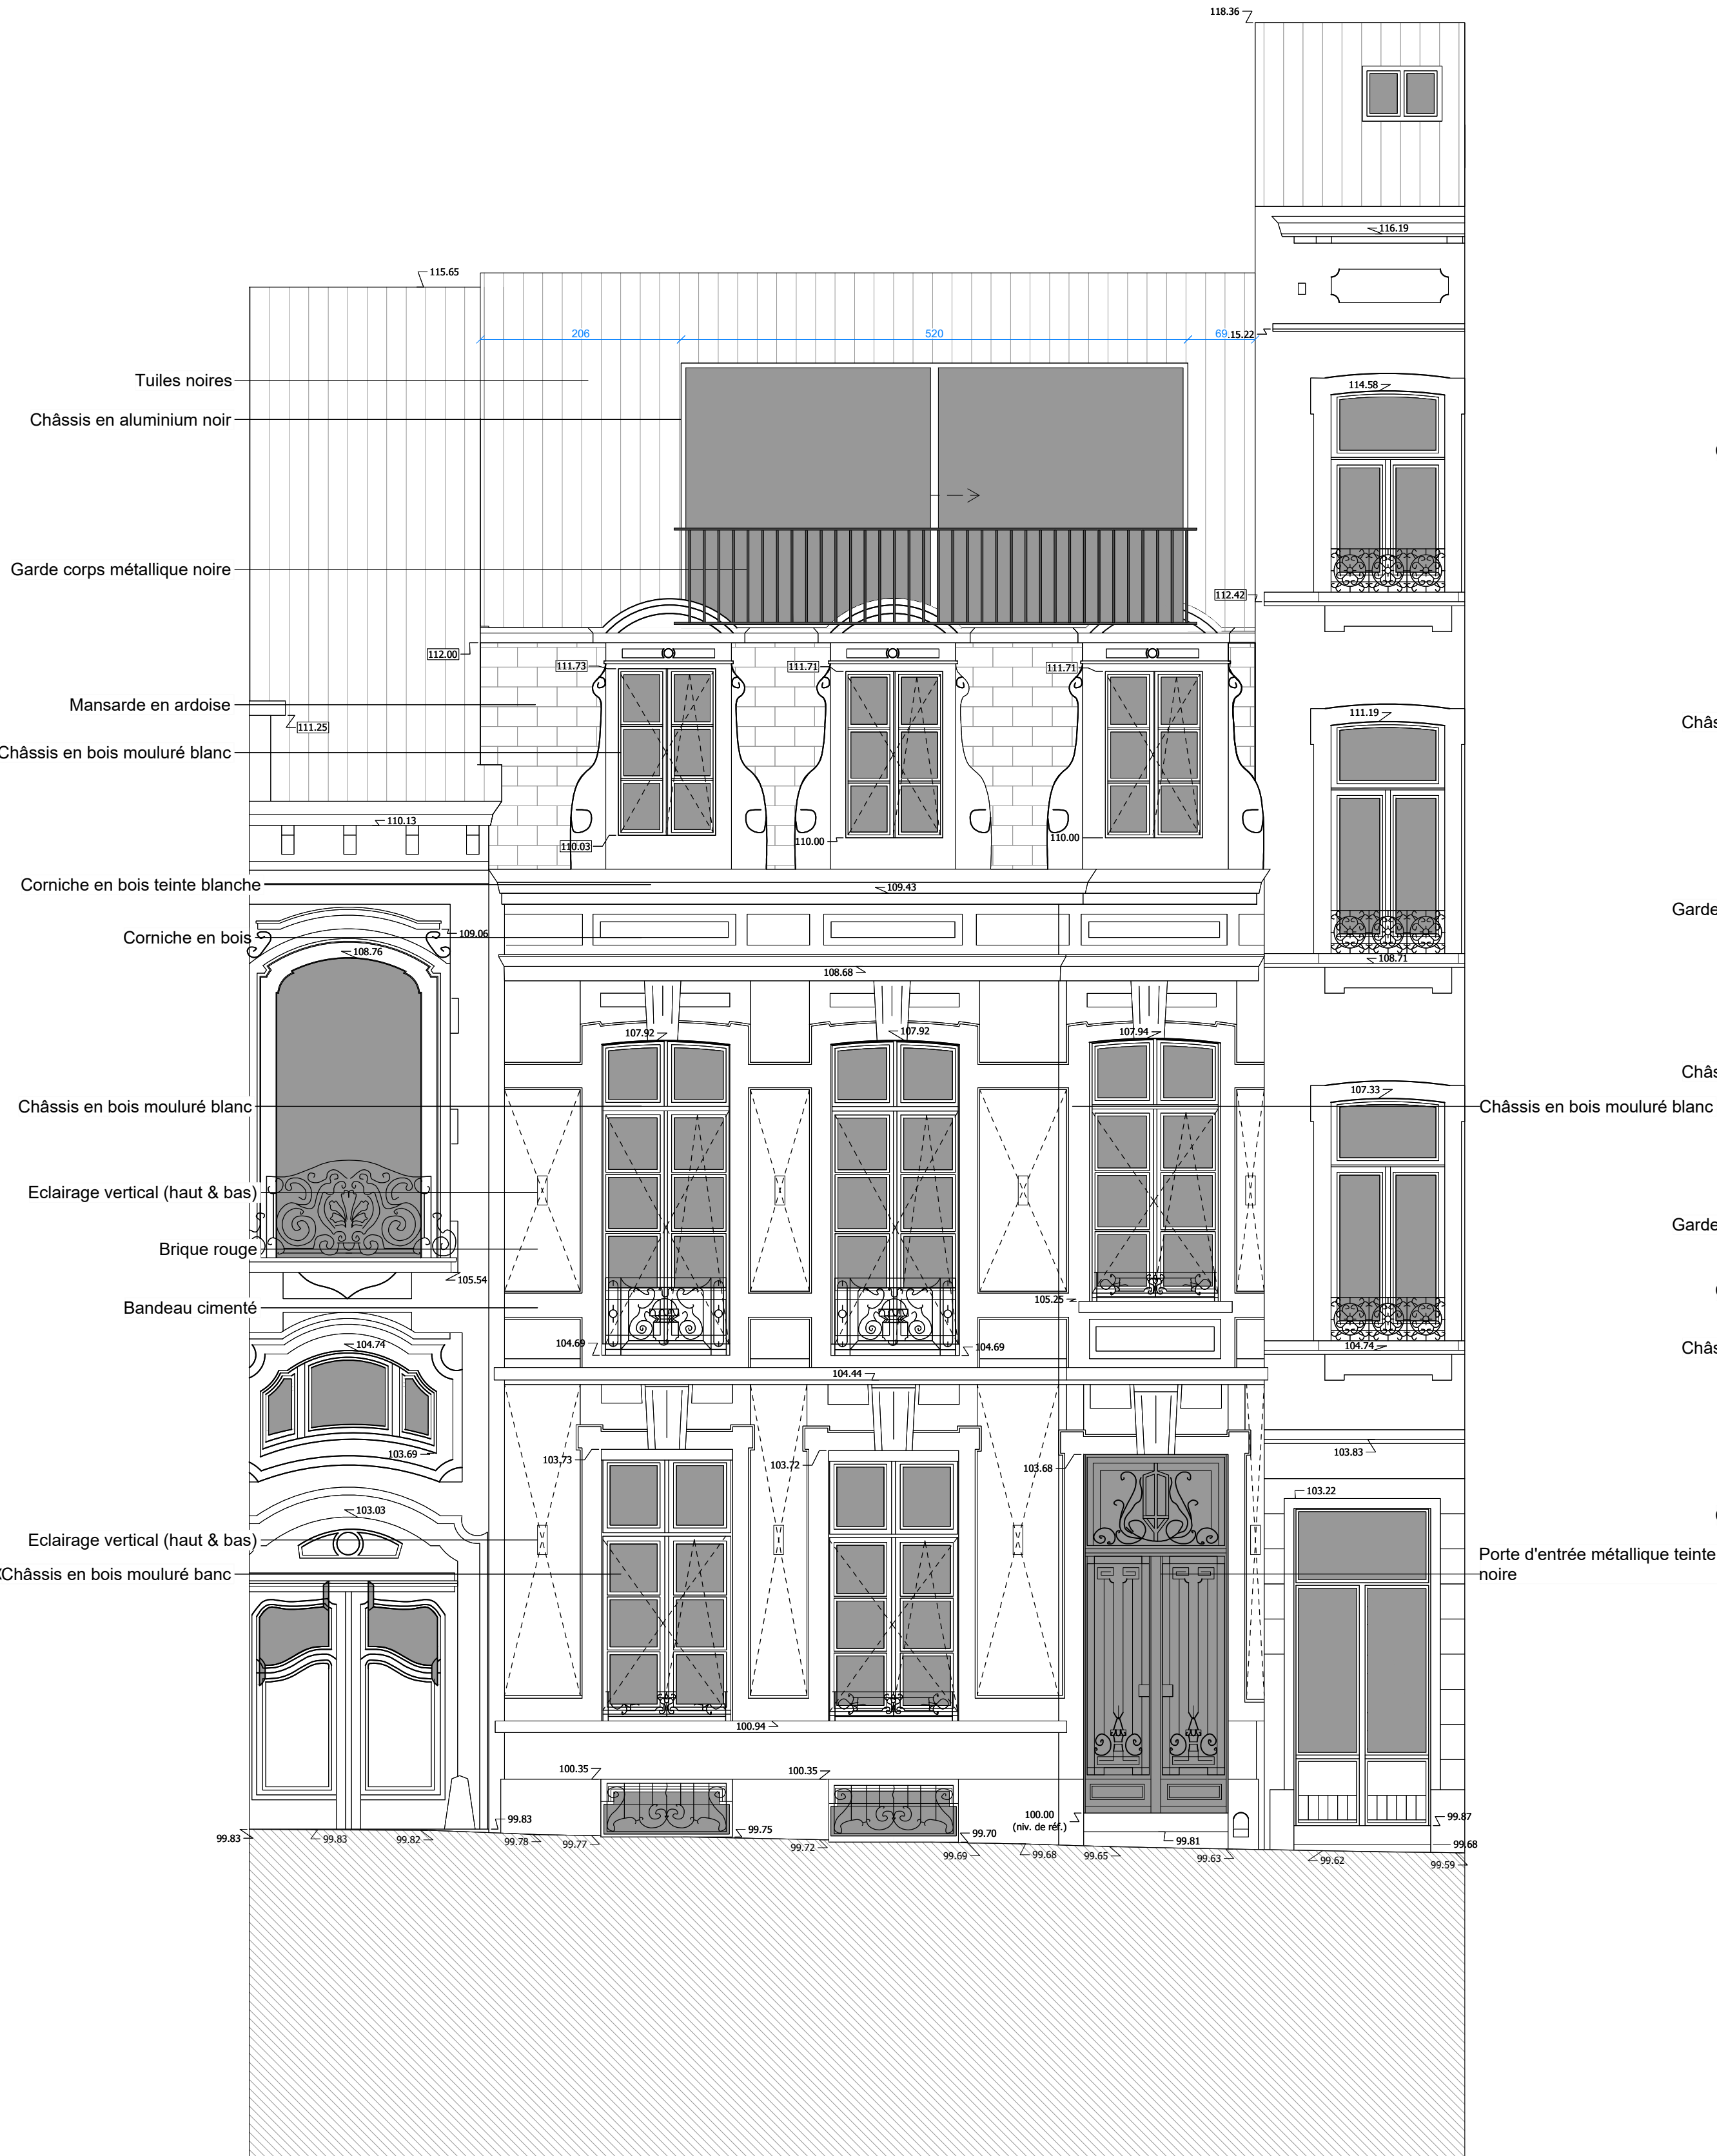 118.36
116.19
115.65
206
520
69
.15.22
Tuiles noires
114.58
Châssis en aluminium noir
Garde corps métallique noire
112.42
112.00
111.73
111.71
111.71
Mansarde en ardoise
111.19
111.25
Châssis en bois mouluré blanc
Châs
110.13
110.03
110.00
110.00
Corniche en bois teinte blanche
109.43
Garde
109.06
Corniche en bois
108.76
108.71
108.68
107.92
107.92
107.94
Châs
107.33
Châssis en bois mouluré blanc
Châssis en bois mouluré blanc
Eclairage vertical (haut & bas)
Garde
Brique rouge
105.54
105.25
Bandeau cimenté
104.74
104.69
104.69
104.74
Châs
104.44
103.69
103.73
103.72
103.68
103.83
103.22
103.03
Eclairage vertical (haut & bas)
Porte d'entrée métallique teinte
noire
Châssis en bois mouluré banc
100.94
100.35
100.35
100.00
(niv. de réf.)
99.83
99.87
99.83
99.83
99.82
99.78
99.77
99.75
99.72
99.70
99.69
99.68
99.65
99.81
99.63
99.62
99.68
99.59